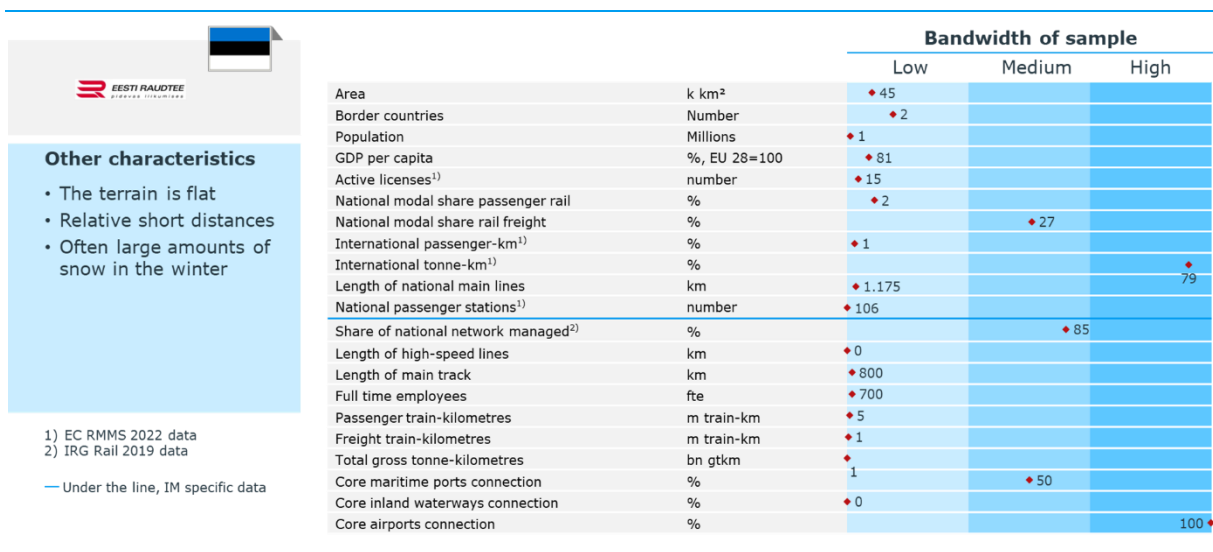 EESTI RAUDTEE
pidevas liikumises
Other characteristics
• The terrain is flat
• Relative short distances
• Often large amounts of
snow in the winter
1) EC RMMS 2022 data
2) IRG Rail 2019 data
— Under the line, IM specific data
Bandwidth of sample
Low Medium High
Area k km² 45
Border countries Number 2
Population Millions 1
GDP per capita %, EU 28=100 81
Active licenses1) number 15
National modal share passenger rail % 2
National modal share rail freight % 27
International passenger-km1) % 1
International tonne-km1) % 79
Length of national main lines km 1.175
National passenger stations1) number 106
Share of national network managed2) % 85
Length of high-speed lines km 0
Length of main track km 800
Full time employees fte 700
Passenger train-kilometres m train-km 5
Freight train-kilometres m train-km 1
Total gross tonne-kilometres bn gtkm 1
Core maritime ports connection % 50
Core inland waterways connection % 0
Core airports connection % 100